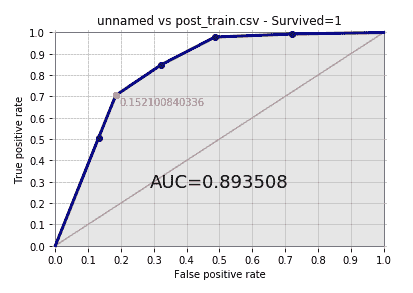 unnamed vs post_train.csv - Survived=1
1.0
0.9
0.8
0.7
0.6
0.5
0.4
0.3
0.2
0.1
0.0
True positive rate
0.152100840336
AUC=0.893508
0.0 0.1 0.2 0.3 0.4 0.5 0.6 0.7 0.8 0.9 1.0
False positive rate